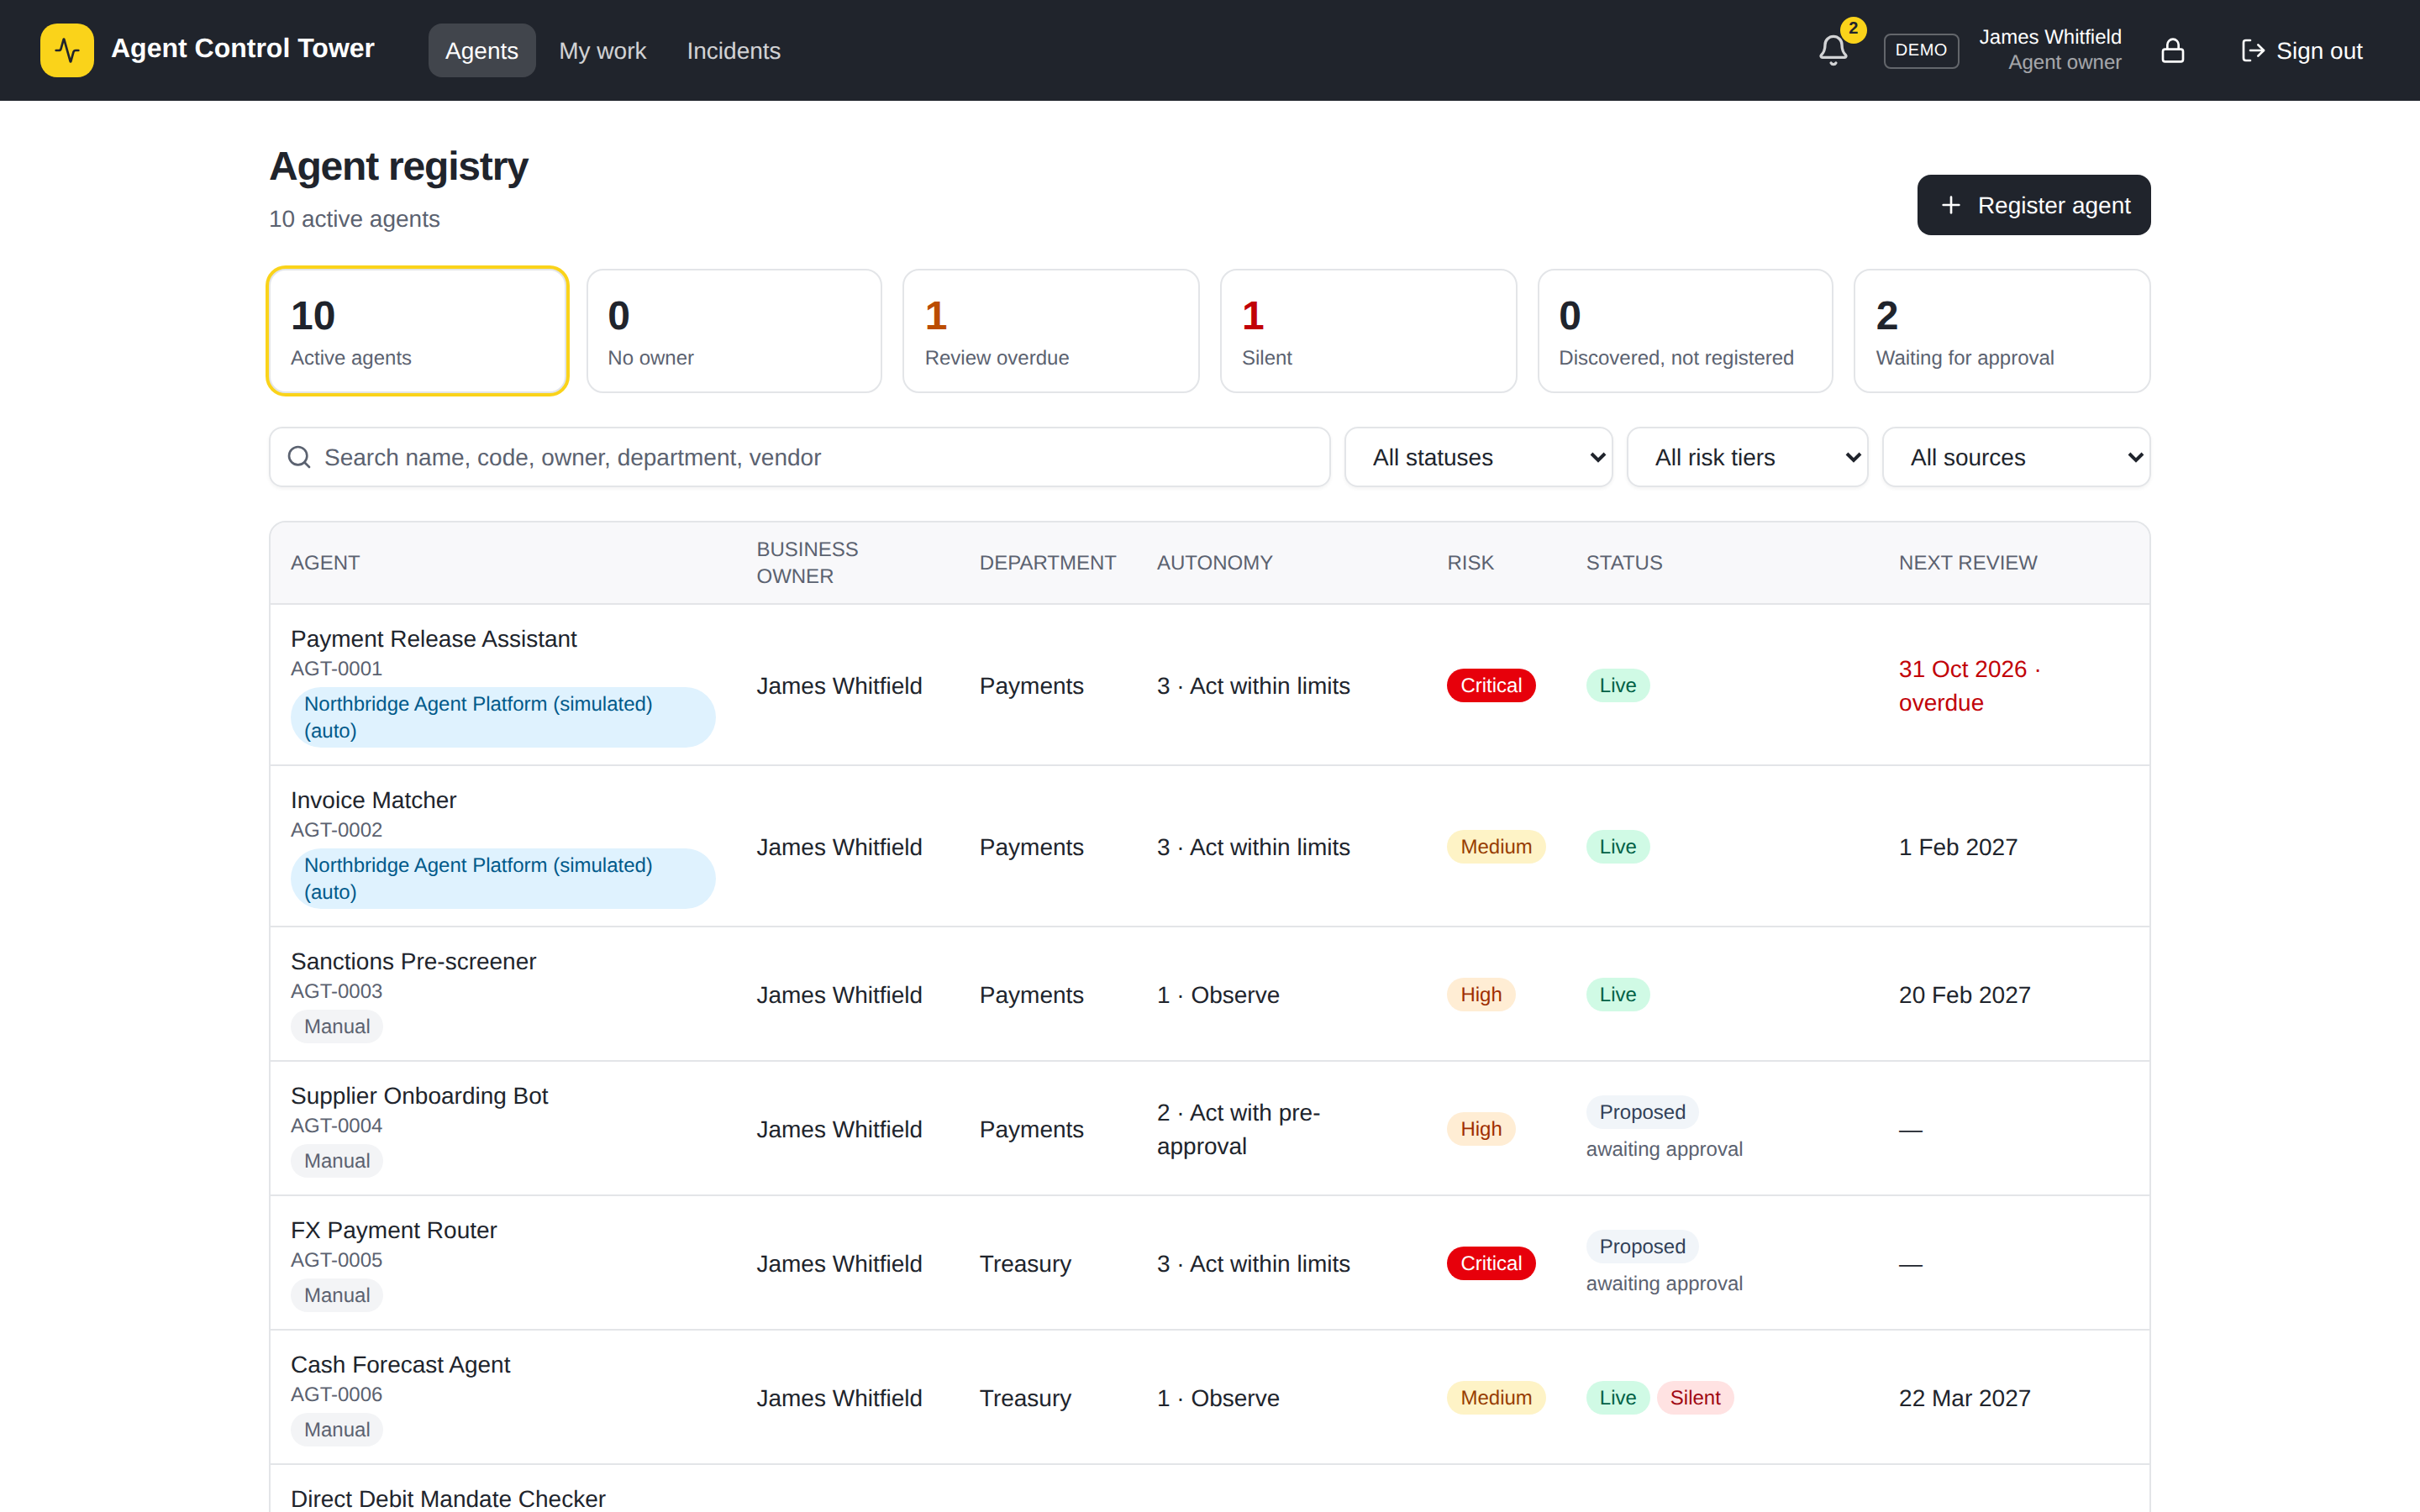 Agent Control Tower
Agents
My work
Incidents
2
DEMO
James Whitfield
Agent owner
Sign out
Agent registry
10 active agents
Register agent
10
Active agents
0
No owner
1
Review overdue
1
Silent
0
Discovered, not registered
2
Waiting for approval
Search name, code, owner, department, vendor
All statuses
All risk tiers
All sources
AGENT
BUSINESS
OWNER
DEPARTMENT
AUTONOMY
RISK
STATUS
NEXT REVIEW
Payment Release Assistant
AGT-0001
Northbridge Agent Platform (simulated)
(auto)
James Whitfield
Payments
3 · Act within limits
Critical
Live
31 Oct 2026 ·
overdue
Invoice Matcher
AGT-0002
Northbridge Agent Platform (simulated)
(auto)
James Whitfield
Payments
3 · Act within limits
Medium
Live
1 Feb 2027
Sanctions Pre-screener
AGT-0003
Manual
James Whitfield
Payments
1 · Observe
High
Live
20 Feb 2027
Supplier Onboarding Bot
AGT-0004
Manual
James Whitfield
Payments
2 · Act with pre-
approval
High
Proposed
awaiting approval
—
FX Payment Router
AGT-0005
Manual
James Whitfield
Treasury
3 · Act within limits
Critical
Proposed
awaiting approval
—
Cash Forecast Agent
AGT-0006
Manual
James Whitfield
Treasury
1 · Observe
Medium
Live
Silent
22 Mar 2027
Direct Debit Mandate Checker